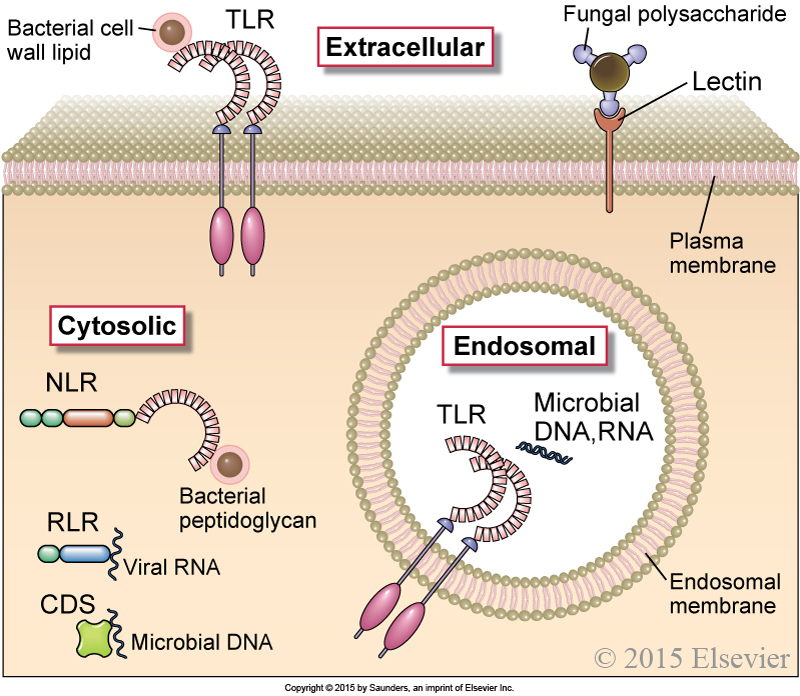 Bacterial cell
wall lipid
TLR
Extracellular
Fungal polysaccharide
Lectin
Plasma
membrane
Cytosolic
NLR
Bacterial
peptidoglycan
RLR
Viral RNA
CDS
Microbial DNA
Endosomal
TLR
Microbial
DNA,RNA
Endosomal
membrane
© 2015 Elsevier
Copyright © 2015 by Saunders, an imprint of Elsevier Inc.